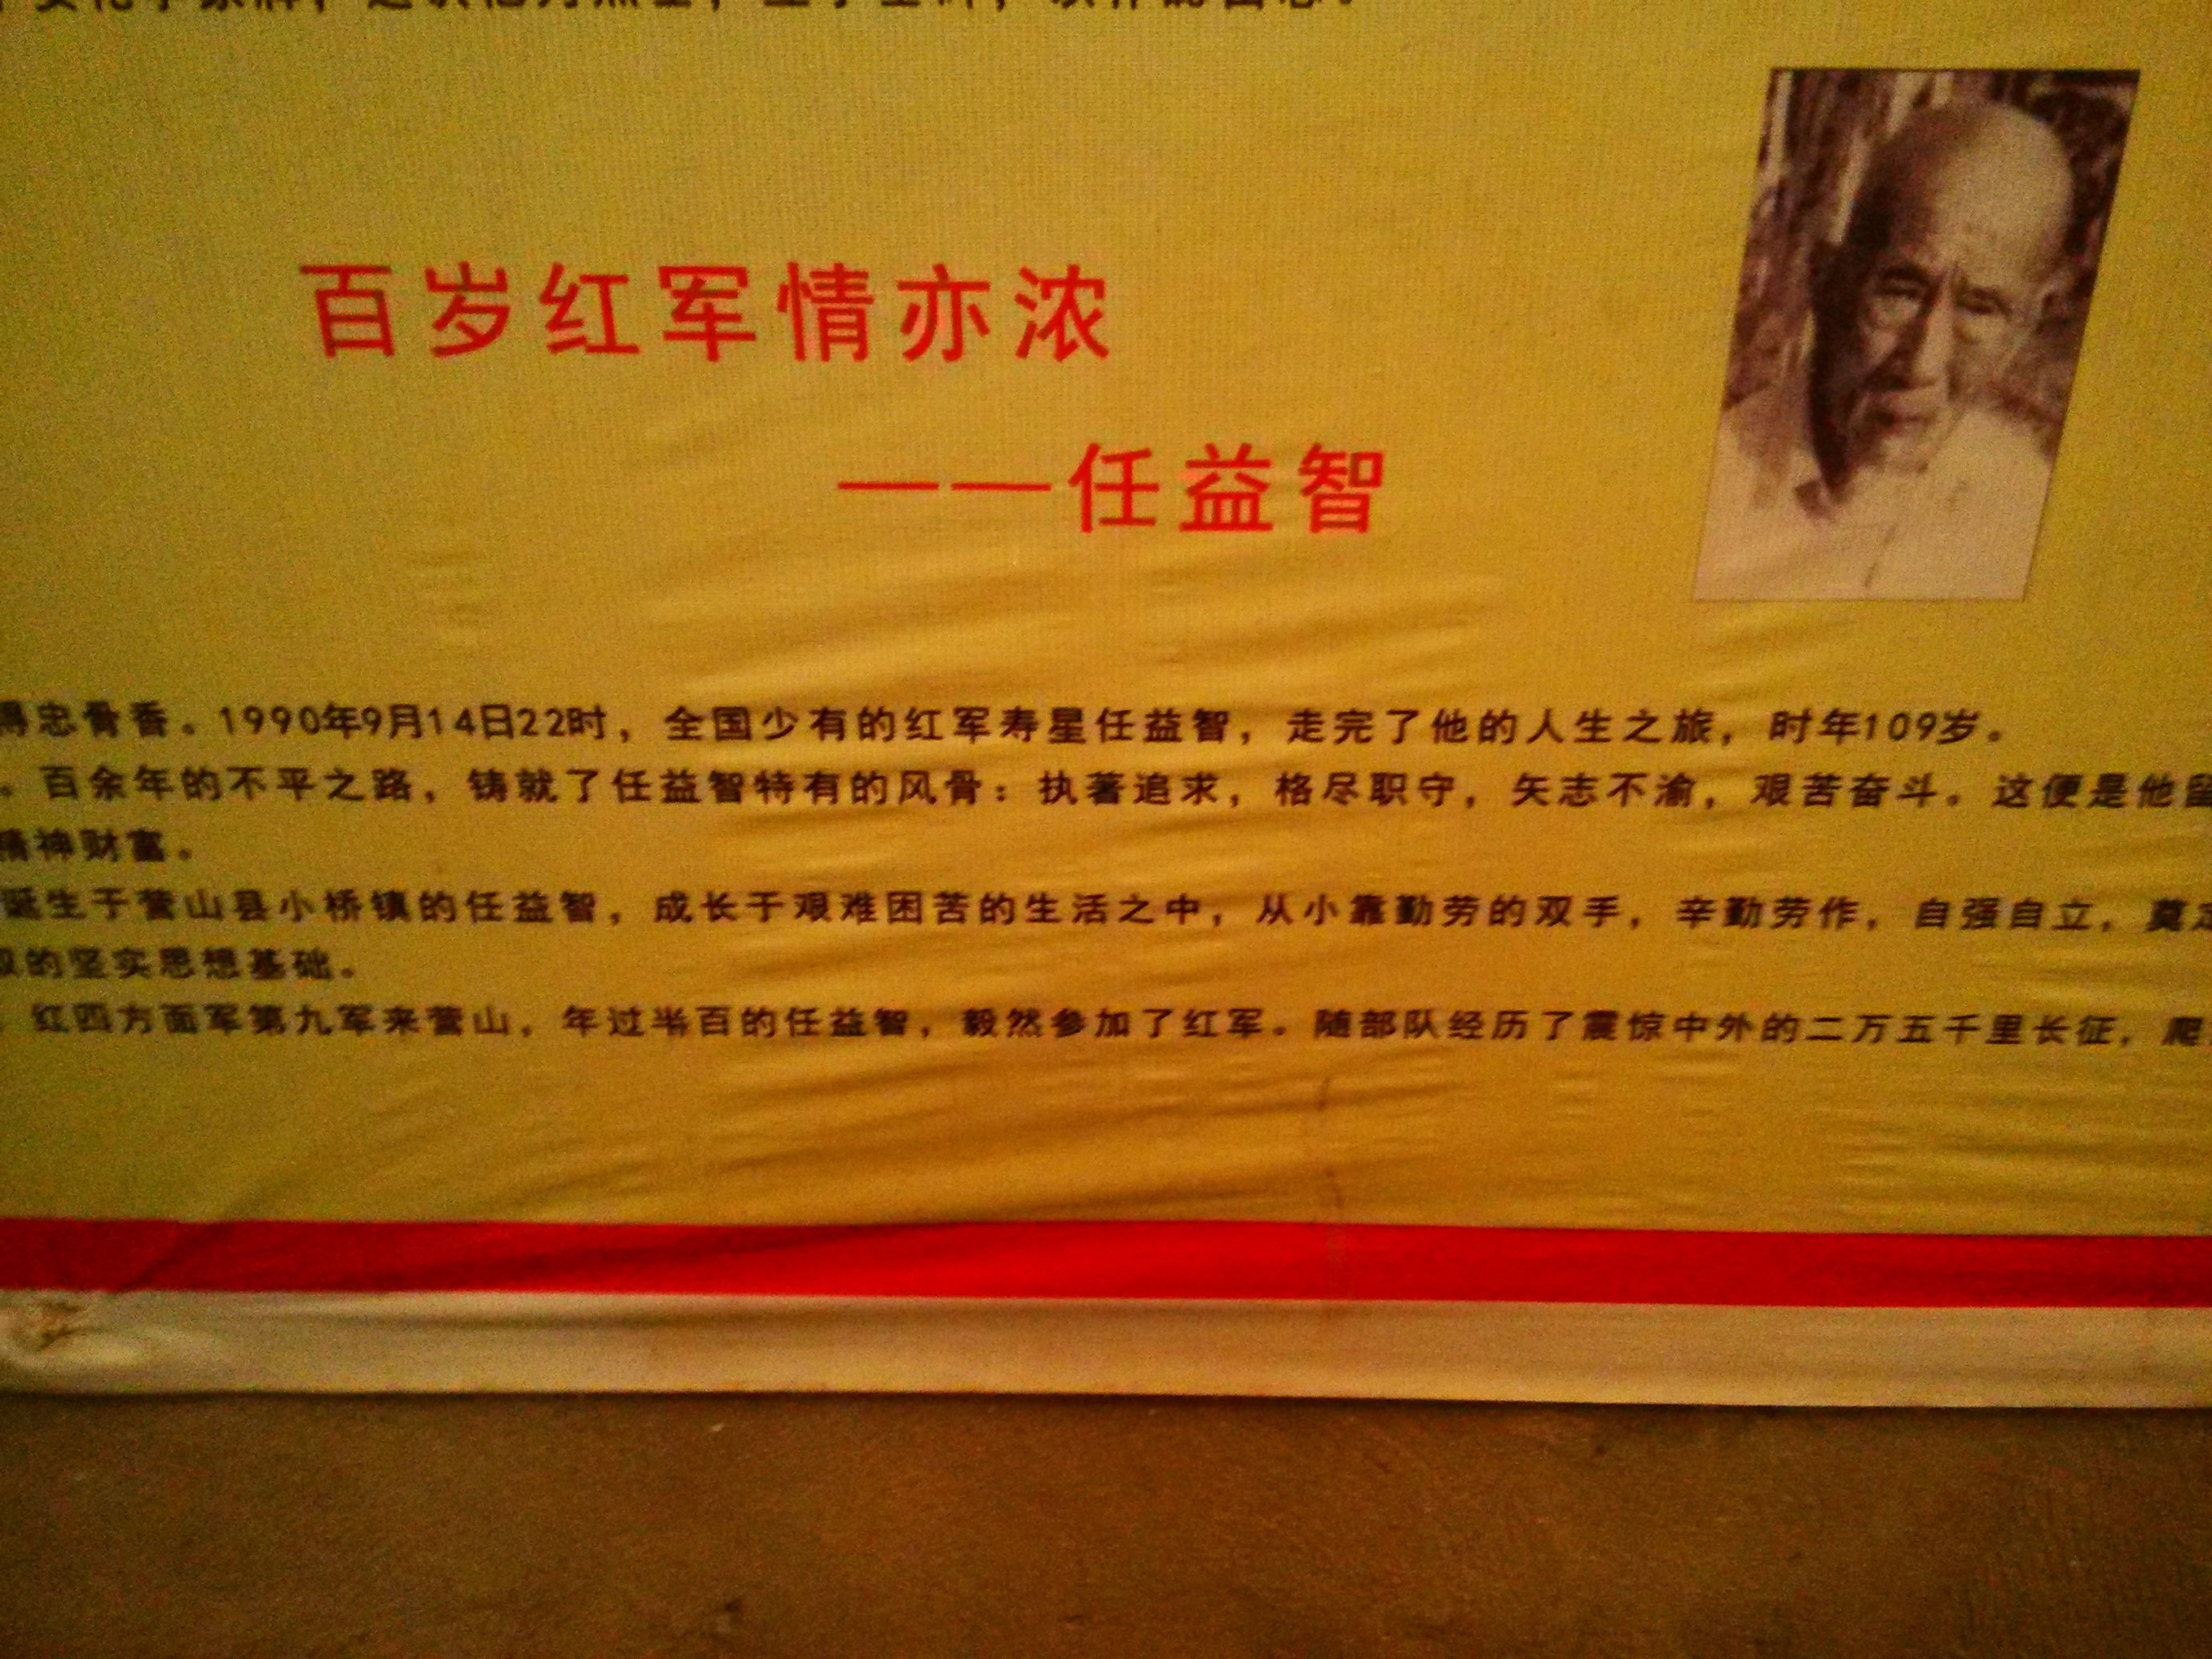 百岁红军情亦浓
——任益智
得忠骨香。1990年9月14日22时，全国少有的红军寿星任益智，走完了他的人生之旅，时年109岁。
。百余年的不平之路，铸就了任益智特有的风骨：执著追求，格尽职守，矢志不渝，艰苦奋斗。这便是他留
精神财富。
诞生于营山县小桥镇的任益智，成长于艰难困苦的生活之中，从小靠勤劳的双手，辛勤劳作，自强自立，奠定
的坚实思想基础。
红四方面军第九军来营山，年过半百的任益智，毅然参加了红军。随部队经历了震惊中外的二万五千里长征，爬